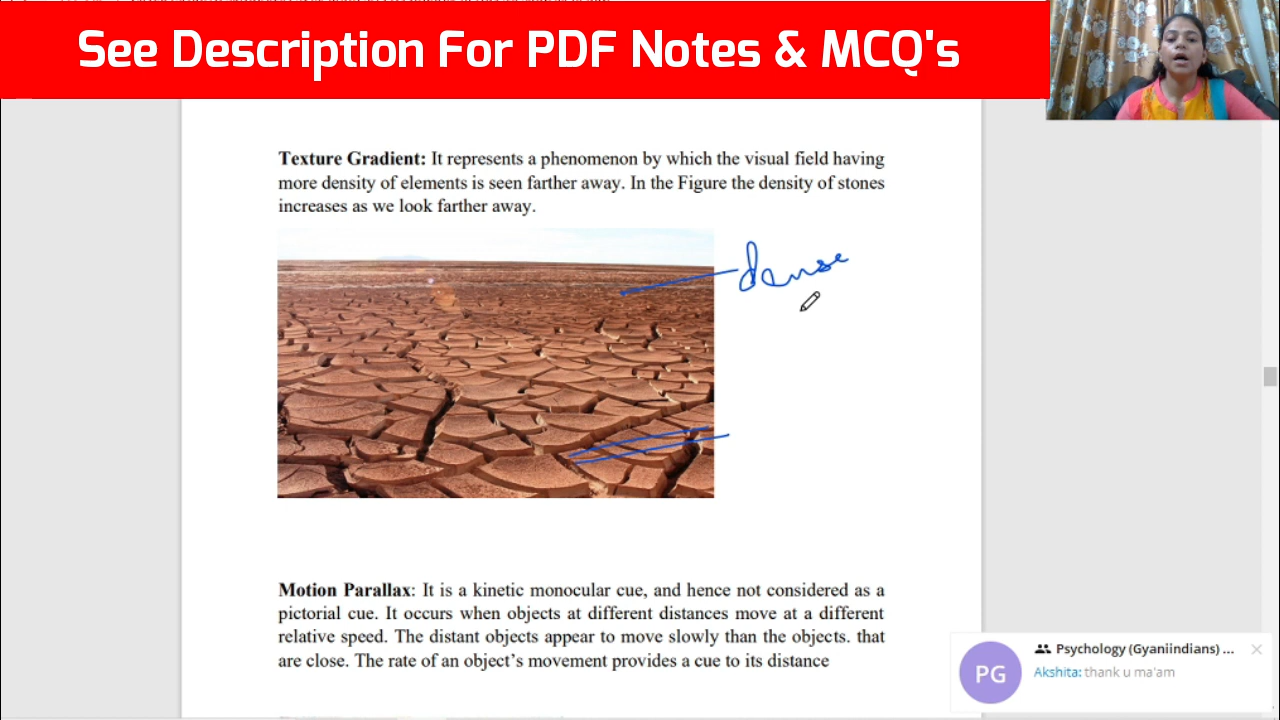 See Description For PDF Notes & MCQ's
Texture Gradient: It represents a phenomenon by which the visual field having
more density of elements is seen farther away. In the Figure the density of stones
increases as we look farther away.
dense
Motion Parallax: It is a kinetic monocular cue, and hence not considered as a
pictorial cue. It occurs when objects at different distances move at a different
relative speed. The distant objects appear to move slowly than the objects. that
are close. The rate of an object’s movement provides a cue to its distance
PG
Psychology (Gyaniindians) ...
Akshita: thank u ma'am